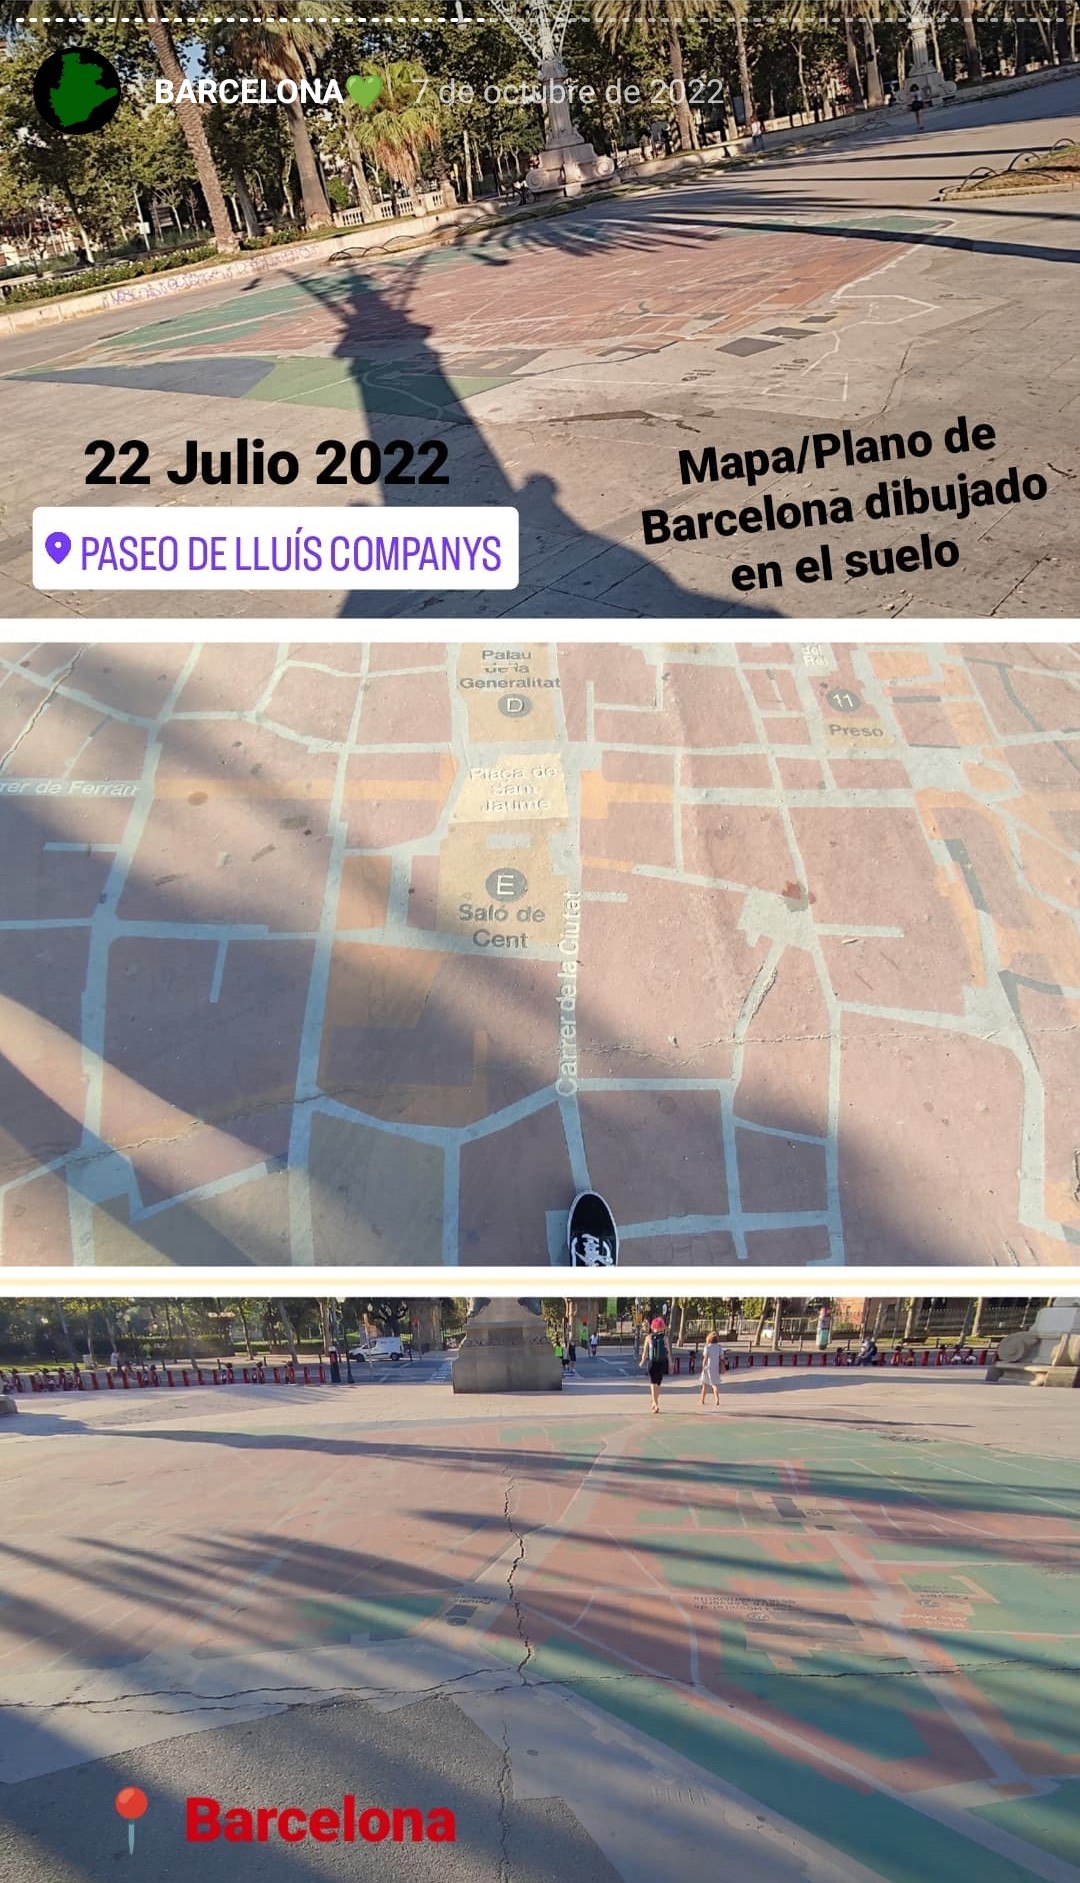 BARCELONA💚 7 de octubre de 2022
22 Julio 2022
PASEO DE LLUÍS COMPANYS
Mapa/Plano de
Barcelona dibujado
en el suelo
Palau
de la
Generalitat
D
del
Rei
11
Presó
rer de Ferran
Plaça de
Sant
Jaume
E
Saló de
Cent
Carrer de la Ciutat
📍 Barcelona